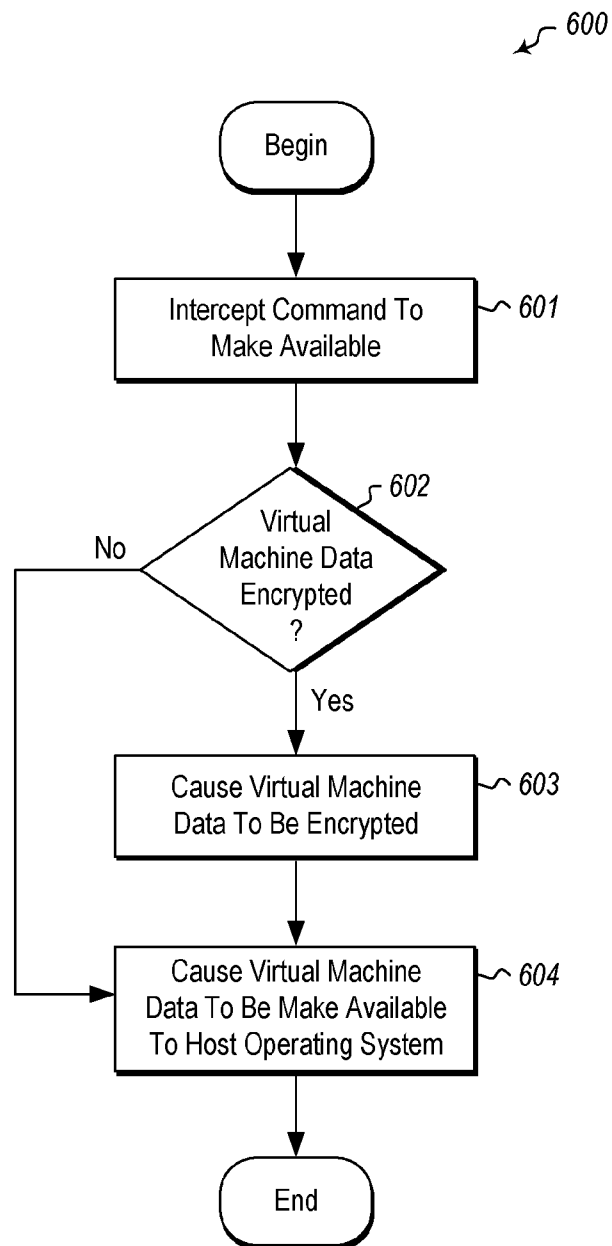 600
Begin
Intercept Command To
Make Available
601
602
Virtual
Machine Data
Encrypted
?
No
Yes
Cause Virtual Machine
Data To Be Encrypted
603
Cause Virtual Machine
Data To Be Make Available
To Host Operating System
604
End